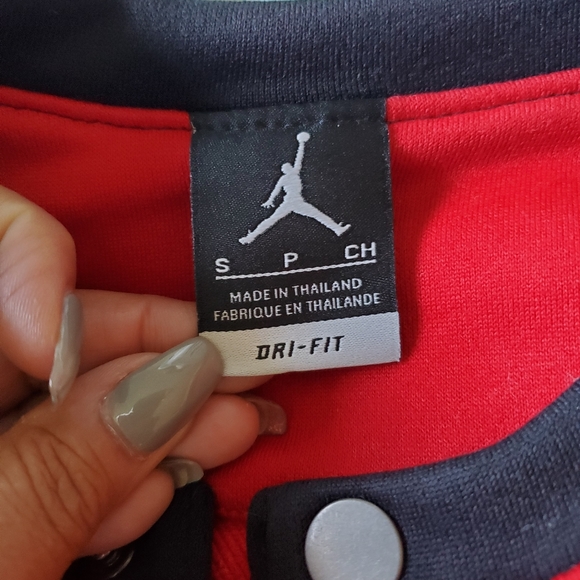 S P CH
MADE IN THAILAND
FABRIQUE EN THAILANDE
DRI-FIT